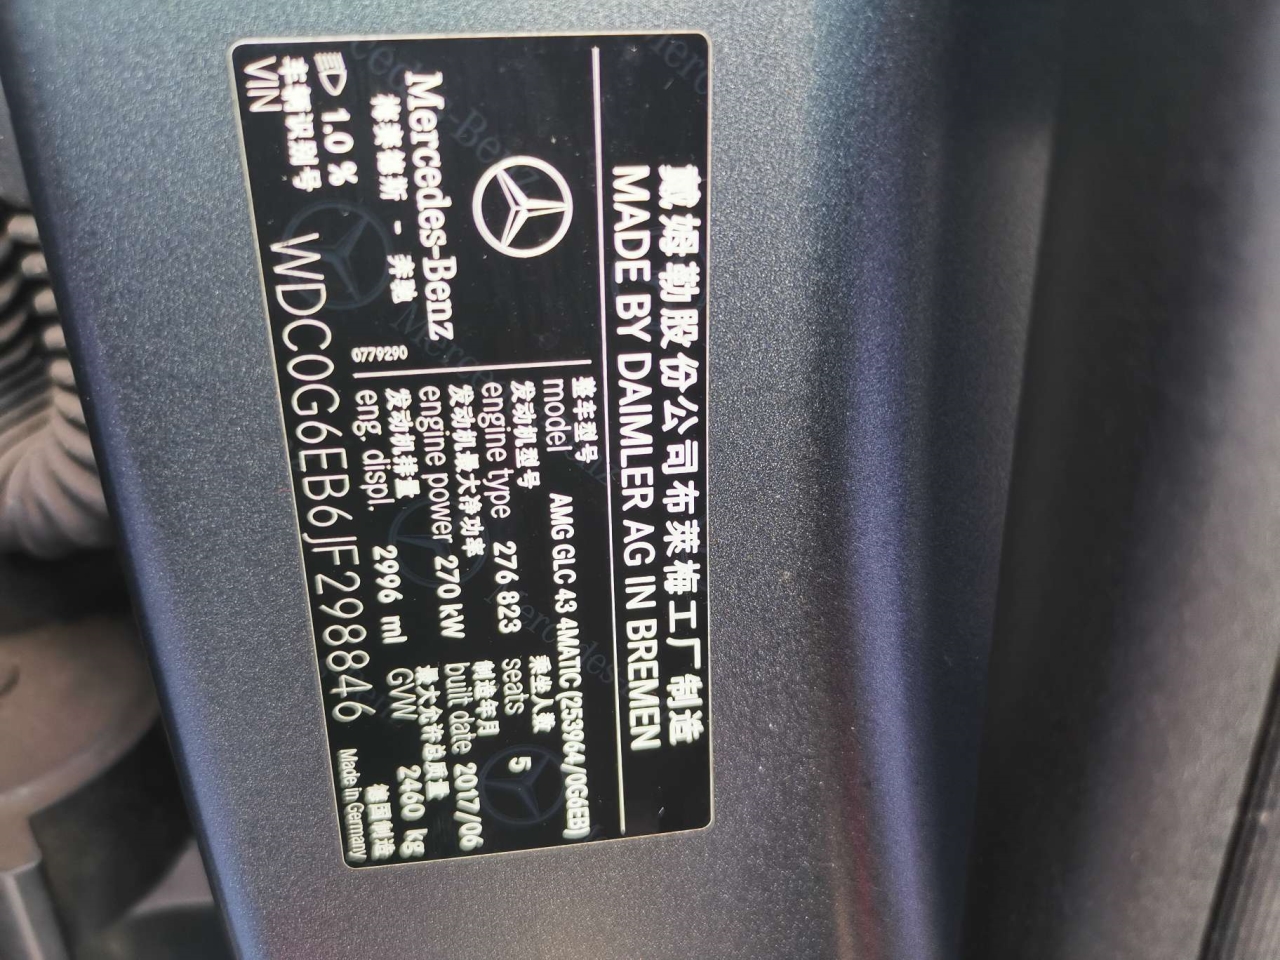 戴姆勒股份公司布莱梅工厂制造
MADE BY DAIMLER AG IN BREMEN
Mercedes-Benz
梅赛德斯 - 奔驰
1.0 %
0779290
整车型号
model AMG GLC 43 4MATIC (253964/0G6EB)
发动机型号
engine type 276 823
乘坐人数
seats 5
发动机最大净功率
engine power 270 kW
制造年月
built date 2017/06
发动机排量
eng. displ. 2996 ml
最大允许总质量
GVW 2460 kg
车辆识别号
VIN WDC0G6EB6JF298846
德国制造
Made in Germany